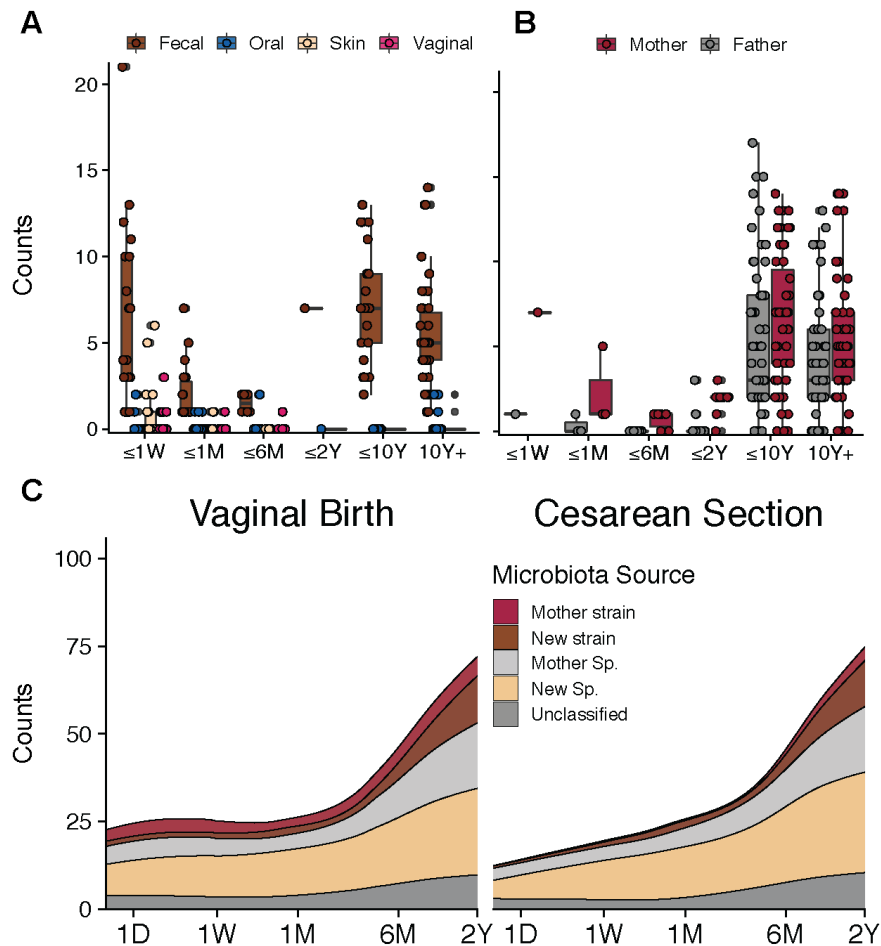 A
B
Fecal Oral Skin Vaginal
Mother Father
Counts
20
15
10
5
0
≤1W ≤1M ≤6M ≤2Y ≤10Y 10Y+
≤1W ≤1M ≤6M ≤2Y ≤10Y 10Y+
C
Vaginal Birth
Cesarean Section
Microbiota Source
Mother strain
New strain
Mother Sp.
New Sp.
Unclassified
Counts
100
75
50
25
0
1D 1W 1M 6M 2Y
1D 1W 1M 6M 2Y